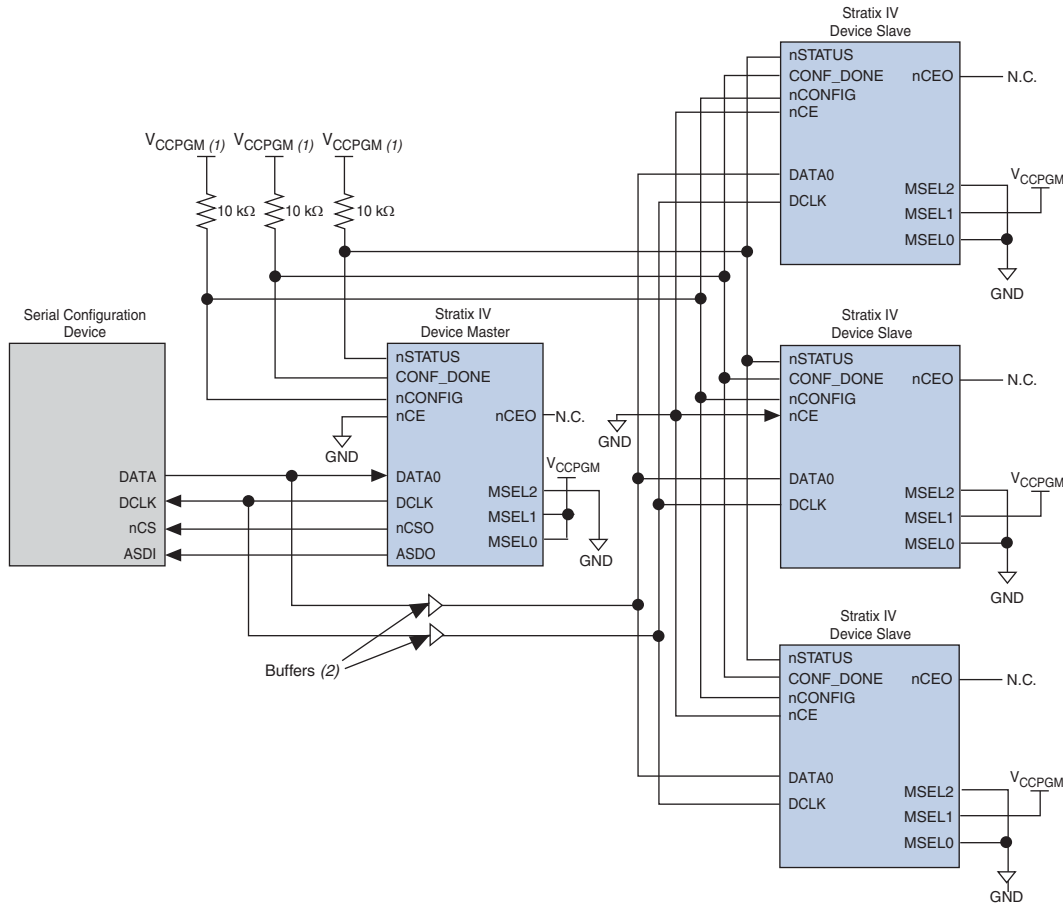 Stratix IV
Device Slave
nSTATUS
CONF_DONE
nCONFIG
nCE
nCEO
N.C.
DATA0
DCLK
MSEL2
MSEL1
MSEL0
VCCPGM
GND
VCCPGM (1)
VCCPGM (1)
VCCPGM (1)
10 kΩ
10 kΩ
10 kΩ
Serial Configuration
Device
DATA
DCLK
nCS
ASDI
Stratix IV
Device Master
nSTATUS
CONF_DONE
nCONFIG
nCE
GND
nCEO
N.C.
DATA0
DCLK
nCSO
ASDO
MSEL2
MSEL1
MSEL0
VCCPGM
GND
Buffers (2)
Stratix IV
Device Slave
nSTATUS
CONF_DONE
nCONFIG
nCE
GND
nCEO
N.C.
DATA0
DCLK
MSEL2
MSEL1
MSEL0
VCCPGM
GND
Stratix IV
Device Slave
nSTATUS
CONF_DONE
nCONFIG
nCE
nCEO
N.C.
DATA0
DCLK
MSEL2
MSEL1
MSEL0
VCCPGM
GND